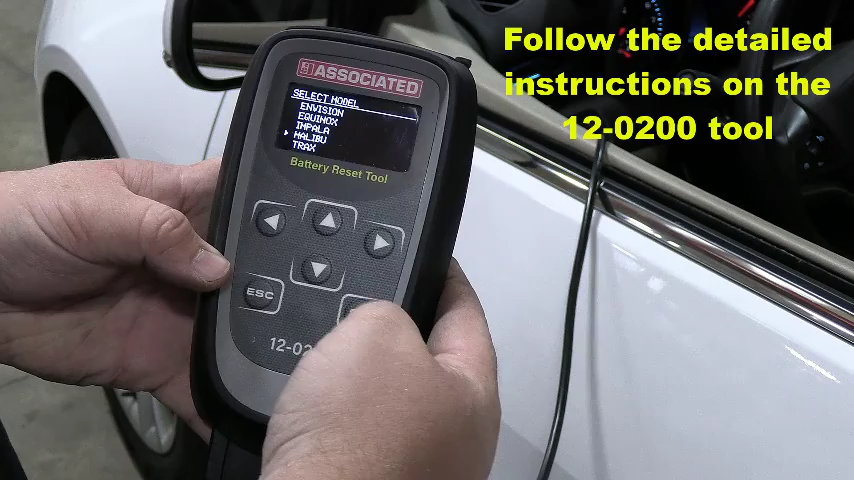 Follow the detailed
instructions on the
12-0200 tool
ASSOCIATED
SELECT MODEL
ENVISION
EQUINOX
IMPALA
MALIBU
TRAX
Battery Reset Tool
ESC